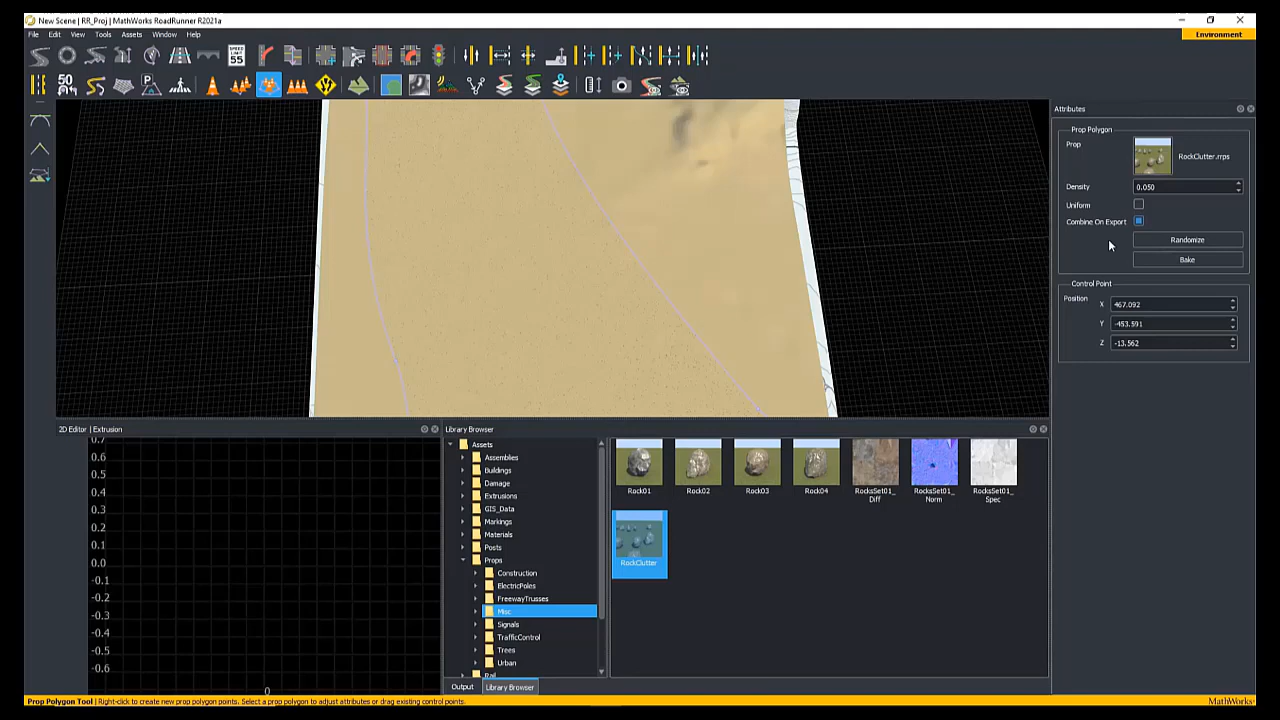 New Scene | RR_Proj | MathWorks RoadRunner R2021a
File Edit View Tools Assets Window Help
Environment
SPEED LIMIT 55
50
Attributes
Prop Polygon
Prop
RockClutter.rrps
Density 0.050
Uniform
Combine On Export
Randomize
Bake
Control Point
Position X 467.092
Y -453.591
Z -13.562
2D Editor | Extrusion
0.7
0.6
0.5
0.4
0.3
0.2
0.1
0.0
-0.1
-0.2
-0.3
-0.4
-0.5
-0.6
0
Library Browser
Assets
Assemblies
Buildings
Damage
Extrusions
GIS_Data
Markings
Materials
Posts
Props
Construction
ElectricPoles
FreewayTrusses
Misc
Signals
TrafficControl
Trees
Urban
Rail
Rock01 Rock02 Rock03 Rock04 RocksSet01_Diff RocksSet01_Norm RocksSet01_Spec
RockClutter
Output Library Browser
Prop Polygon Tool | Right-click to create new prop polygon points. Select a prop polygon to adjust attributes or drag existing control points.
MathWorks